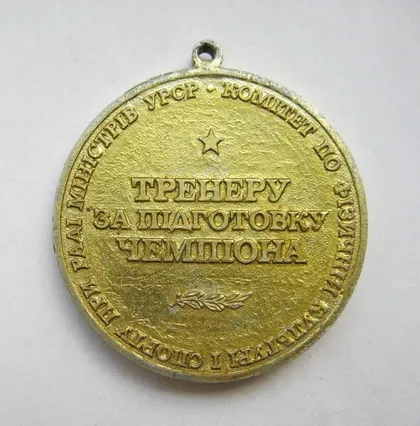 КОМІТЕТ ПО ФІЗИЧНІЙ КУЛЬТУРІ І СПОРТУ ПРИ РАДІ МІНІСТРІВ УРСР •
ТРЕНЕРУ
ЗА ПІДГОТОВКУ
ЧЕМПІОНА